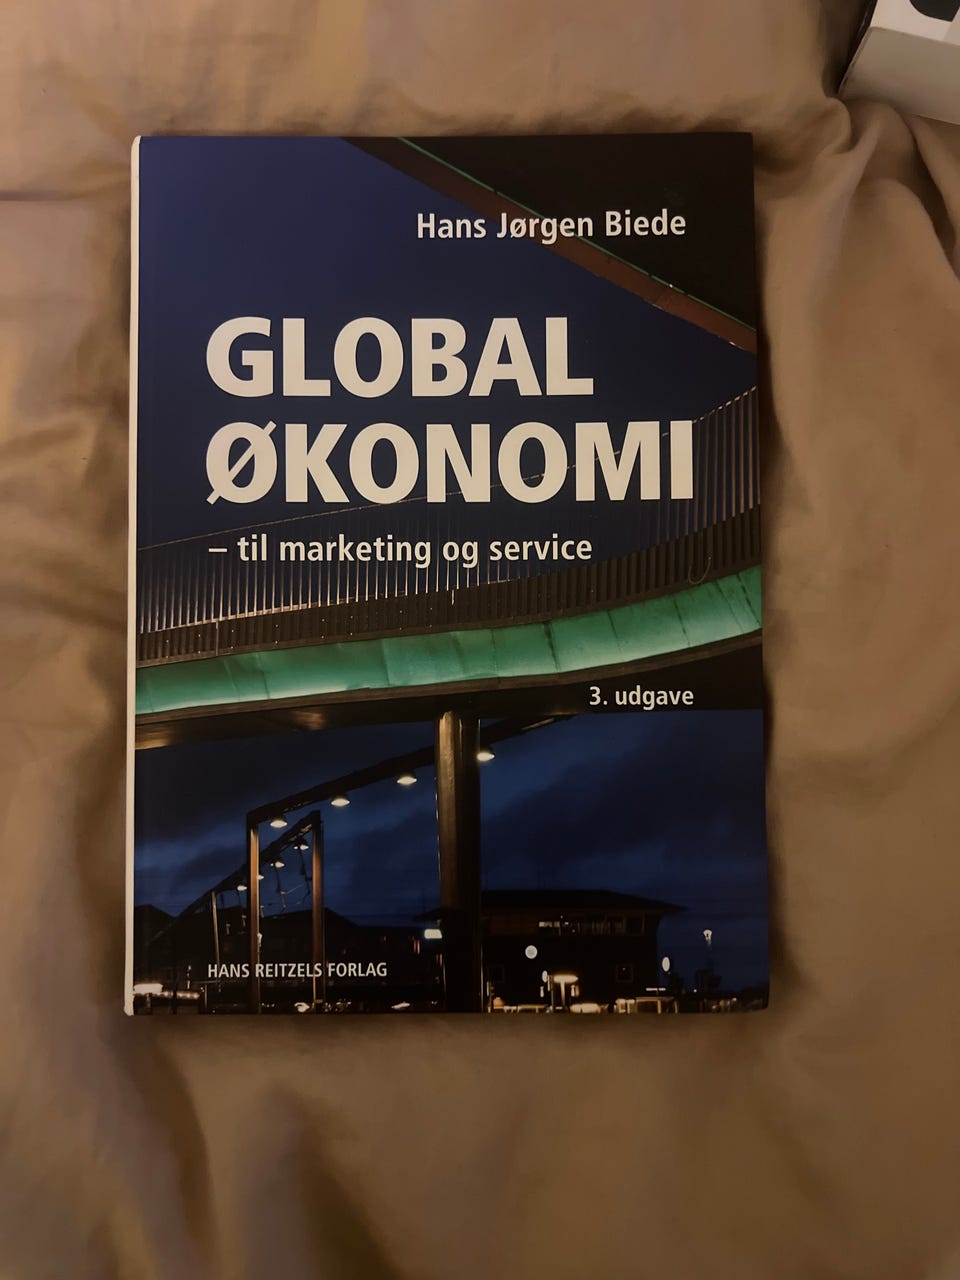 Hans Jørgen Biede
GLOBAL
ØKONOMI
– til marketing og service
3. udgave
HANS REITZELS FORLAG